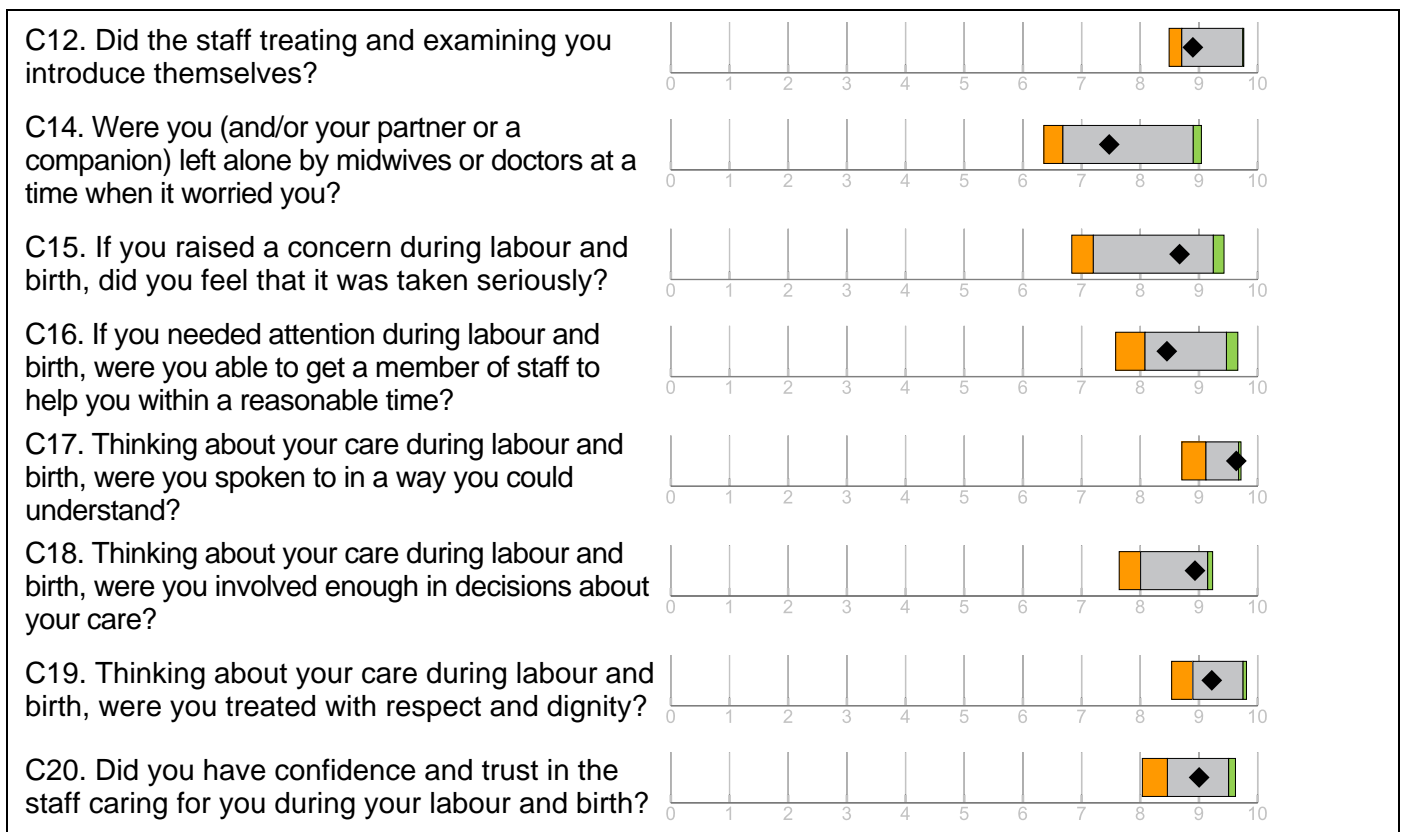 C12. Did the staff treating and examining you
introduce themselves?
0 1 2 3 4 5 6 7 8 9 10
C14. Were you (and/or your partner or a
companion) left alone by midwives or doctors at a
time when it worried you?
0 1 2 3 4 5 6 7 8 9 10
C15. If you raised a concern during labour and
birth, did you feel that it was taken seriously?
0 1 2 3 4 5 6 7 8 9 10
C16. If you needed attention during labour and
birth, were you able to get a member of staff to
help you within a reasonable time?
0 1 2 3 4 5 6 7 8 9 10
C17. Thinking about your care during labour and
birth, were you spoken to in a way you could
understand?
0 1 2 3 4 5 6 7 8 9 10
C18. Thinking about your care during labour and
birth, were you involved enough in decisions about
your care?
0 1 2 3 4 5 6 7 8 9 10
C19. Thinking about your care during labour and
birth, were you treated with respect and dignity?
0 1 2 3 4 5 6 7 8 9 10
C20. Did you have confidence and trust in the
staff caring for you during your labour and birth?
0 1 2 3 4 5 6 7 8 9 10